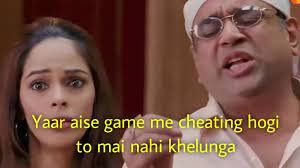 Yaar aise game me cheating hogi
to mai nahi khelunga